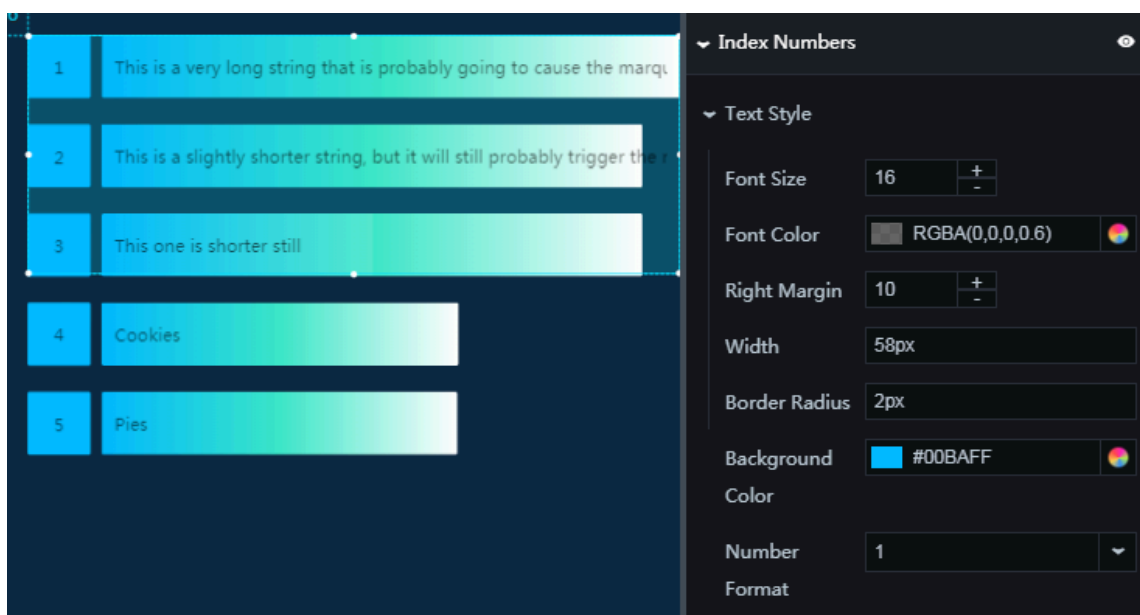 1 This is a very long string that is probably going to cause the marqu
2 This is a slightly shorter string, but it will still probably trigger the
3 This one is shorter still
4 Cookies
5 Pies
Index Numbers
Text Style
Font Size 16 + -
Font Color RGBA(0,0,0,0.6)
Right Margin 10 + -
Width 58px
Border Radius 2px
Background #00BAFF
Color
Number 1
Format